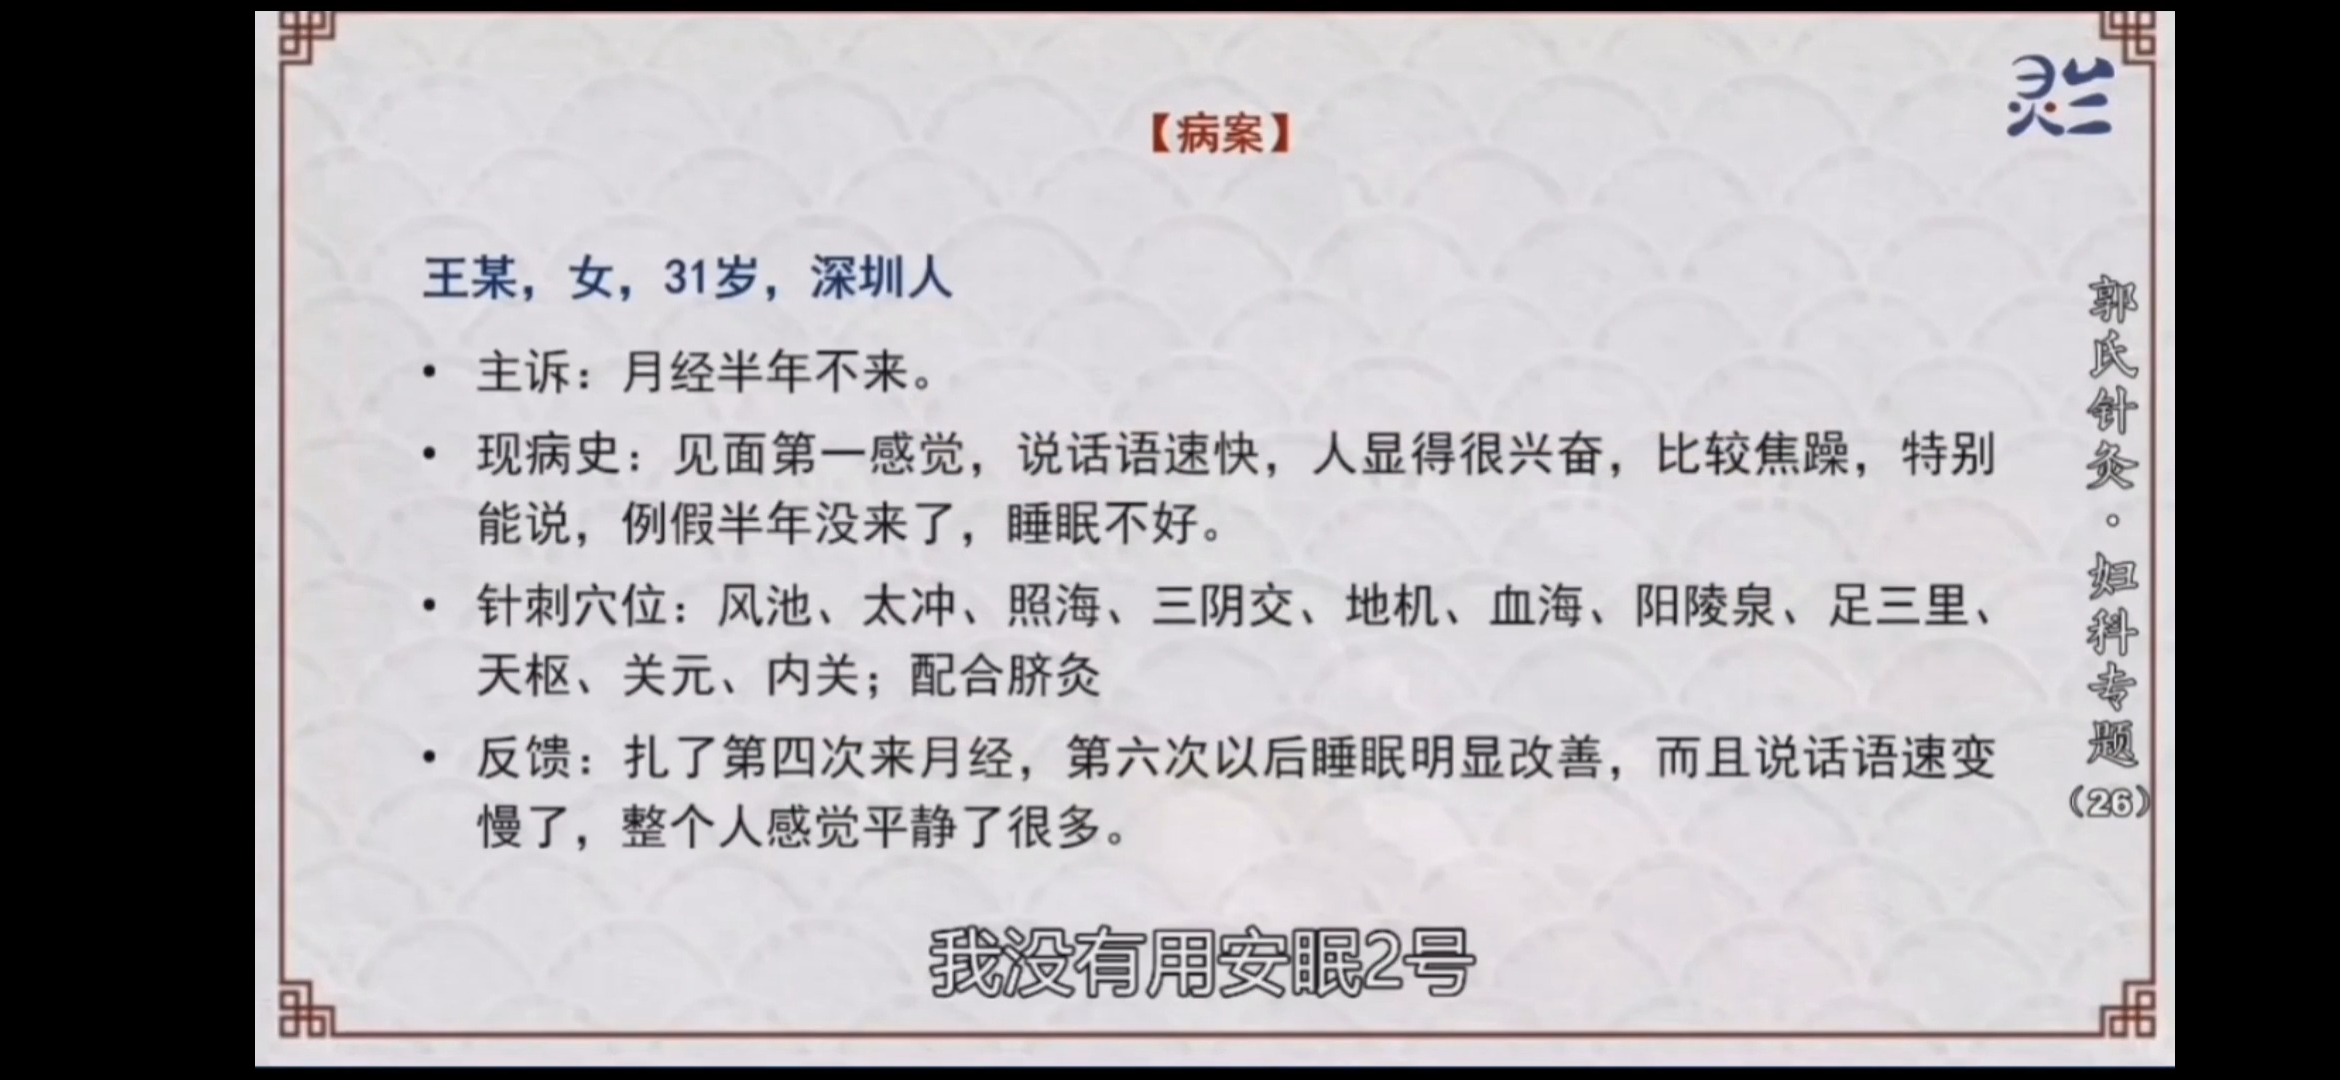 【病案】
灵兰
王某，女，31岁，深圳人
• 主诉：月经半年不来。
• 现病史：见面第一感觉，说话语速快，人显得很兴奋，比较焦躁，特别
能说，例假半年没来了，睡眠不好。
• 针刺穴位：风池、太冲、照海、三阴交、地机、血海、阳陵泉、足三里、
天枢、关元、内关；配合脐灸
• 反馈：扎了第四次来月经，第六次以后睡眠明显改善，而且说话语速变
慢了，整个人感觉平静了很多。
郭氏针灸·妇科专题
（26）
我没有用安眠2号